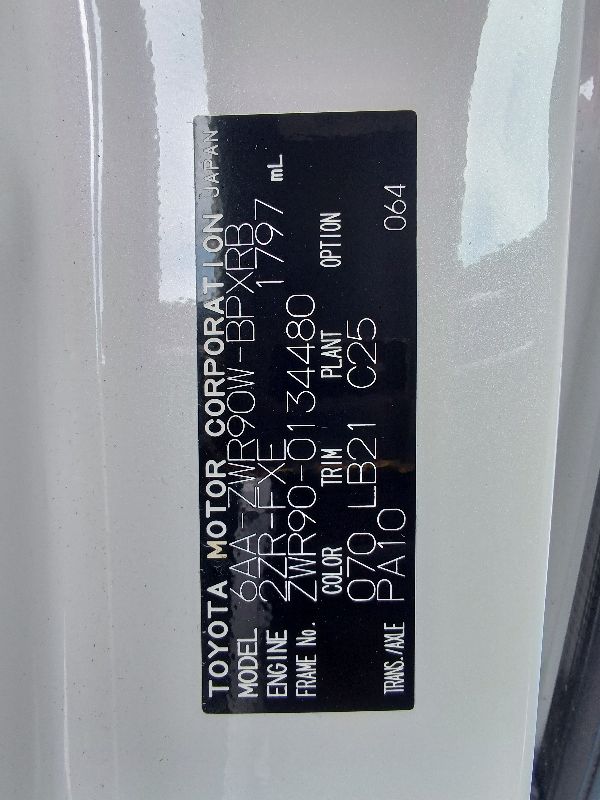 TOYOTA MOTOR CORPORATION JAPAN
MODEL 6AA-ZWR90W-BPXRB
ENGINE 2ZR-FXE 1797 mL
FRAME No. ZWR90-0134480
COLOR TRIM PLANT OPTION
070 LB21 C25
TRANS./AXLE PA10 064